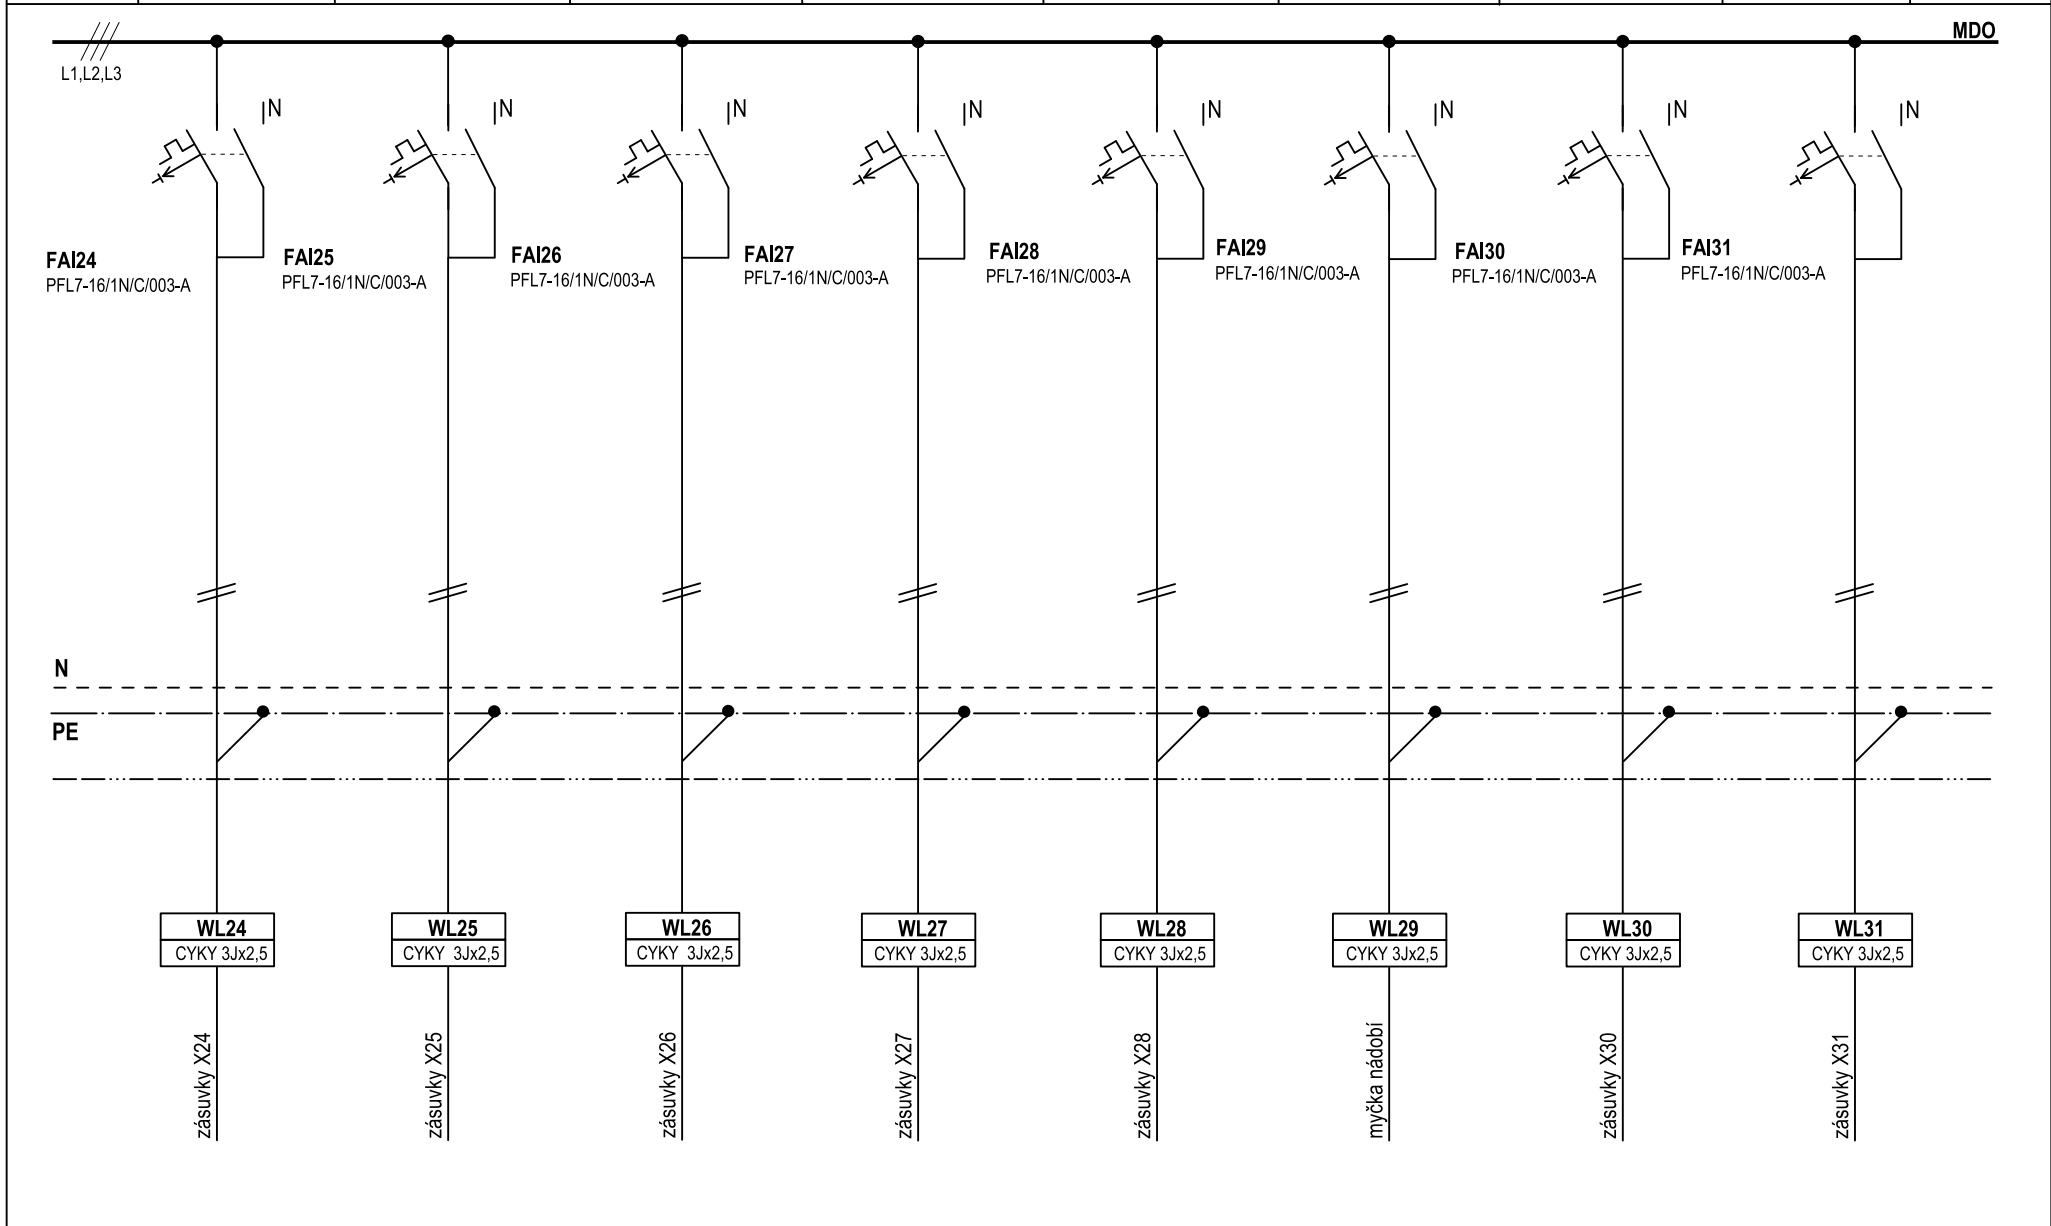 MDO
L1,L2,L3
N
N
N
N
N
N
N
N
FAI24
PFL7-16/1N/C/003-A
FAI25
PFL7-16/1N/C/003-A
FAI26
PFL7-16/1N/C/003-A
FAI27
PFL7-16/1N/C/003-A
FAI28
PFL7-16/1N/C/003-A
FAI29
PFL7-16/1N/C/003-A
FAI30
PFL7-16/1N/C/003-A
FAI31
PFL7-16/1N/C/003-A
N
PE
WL24
CYKY 3Jx2,5
WL25
CYKY 3Jx2,5
WL26
CYKY 3Jx2,5
WL27
CYKY 3Jx2,5
WL28
CYKY 3Jx2,5
WL29
CYKY 3Jx2,5
WL30
CYKY 3Jx2,5
WL31
CYKY 3Jx2,5
zásuvky X24
zásuvky X25
zásuvky X26
zásuvky X27
zásuvky X28
myčka nádobí
zásuvky X30
zásuvky X31